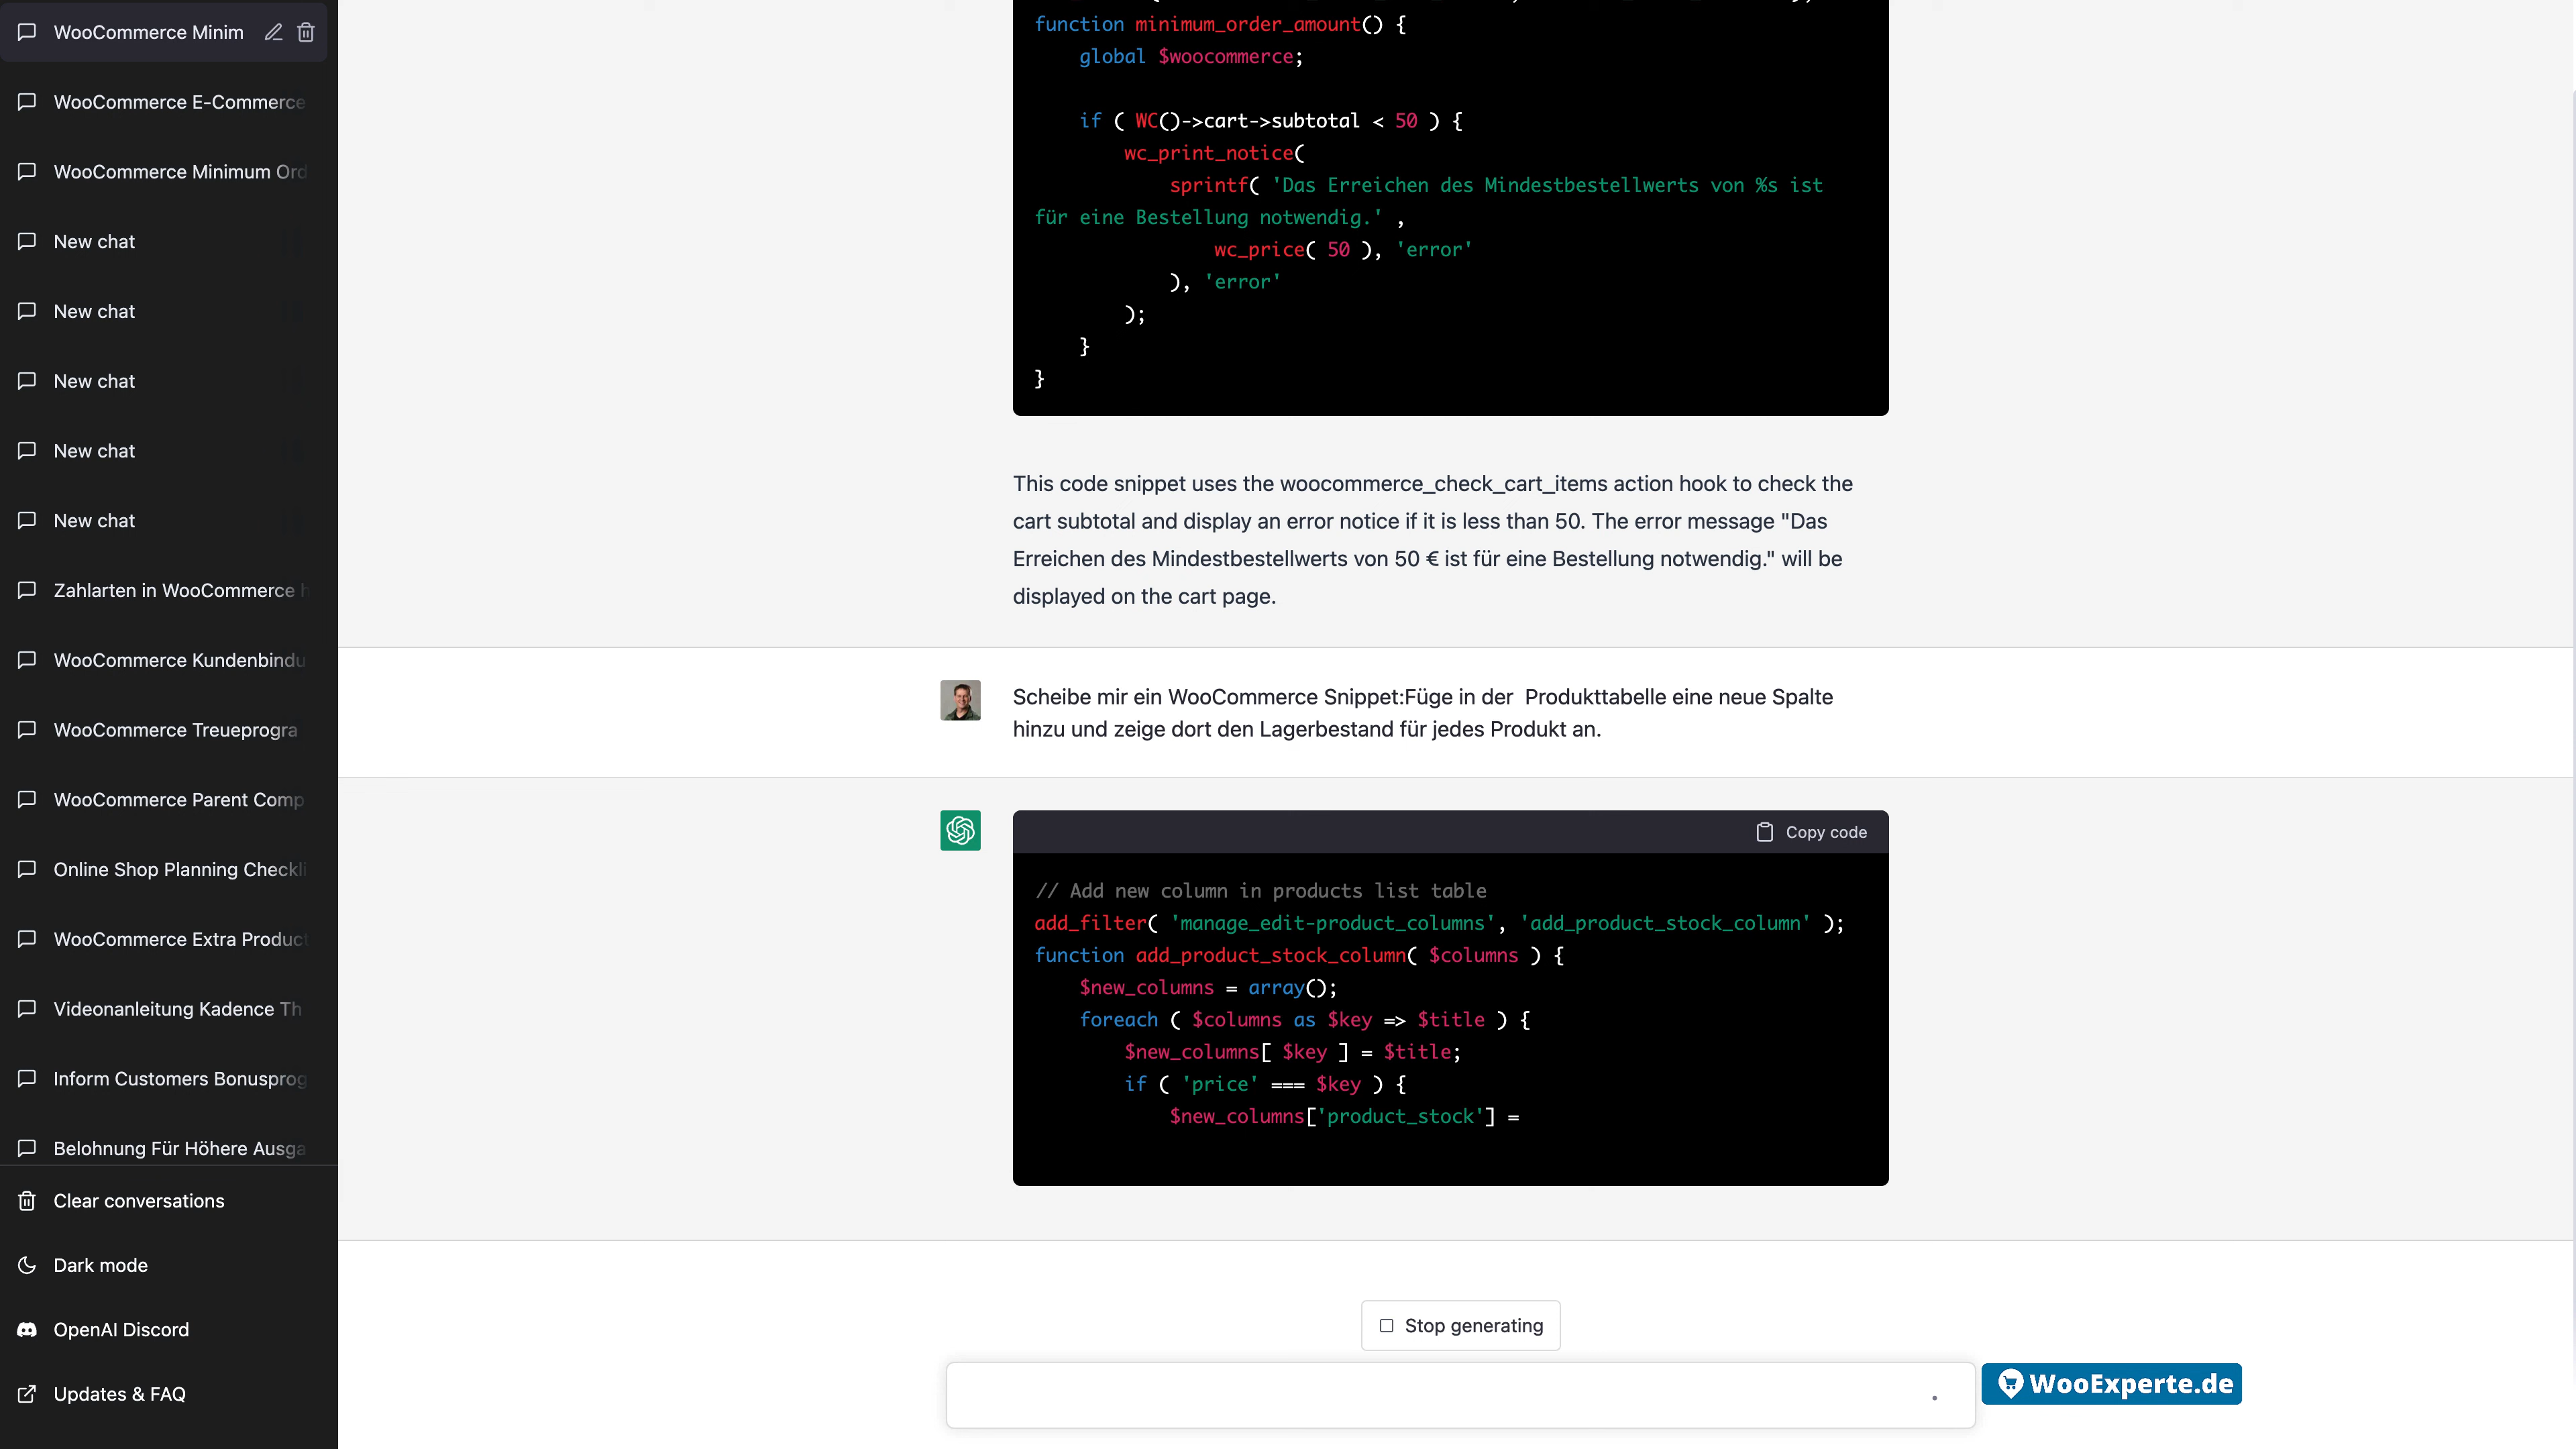 WooCommerce Minim
WooCommerce E-Commerce
WooCommerce Minimum Ord
New chat
New chat
New chat
New chat
New chat
Zahlarten in WooCommerce h
WooCommerce Kundenbindu
WooCommerce Treueprogra
WooCommerce Parent Comp
Online Shop Planning Checkli
WooCommerce Extra Product
Videonanleitung Kadence Th
Inform Customers Bonusprog
Belohnung Für Höhere Ausga
Clear conversations
Dark mode
OpenAI Discord
Updates & FAQ
function minimum_order_amount() {
global $woocommerce;
if ( WC()->cart->subtotal < 50 ) {
wc_print_notice(
sprintf( 'Das Erreichen des Mindestbestellwerts von %s ist
für eine Bestellung notwendig.' ,
wc_price( 50 ), 'error'
), 'error'
);
}
}
This code snippet uses the woocommerce_check_cart_items action hook to check the
cart subtotal and display an error notice if it is less than 50. The error message "Das
Erreichen des Mindestbestellwerts von 50 € ist für eine Bestellung notwendig." will be
displayed on the cart page.
Scheibe mir ein WooCommerce Snippet:Füge in der  Produkttabelle eine neue Spalte
hinzu und zeige dort den Lagerbestand für jedes Produkt an.
Copy code
// Add new column in products list table
add_filter( 'manage_edit-product_columns', 'add_product_stock_column' );
function add_product_stock_column( $columns ) {
$new_columns = array();
foreach ( $columns as $key => $title ) {
$new_columns[ $key ] = $title;
if ( 'price' === $key ) {
$new_columns['product_stock'] =
Stop generating
WooExperte.de